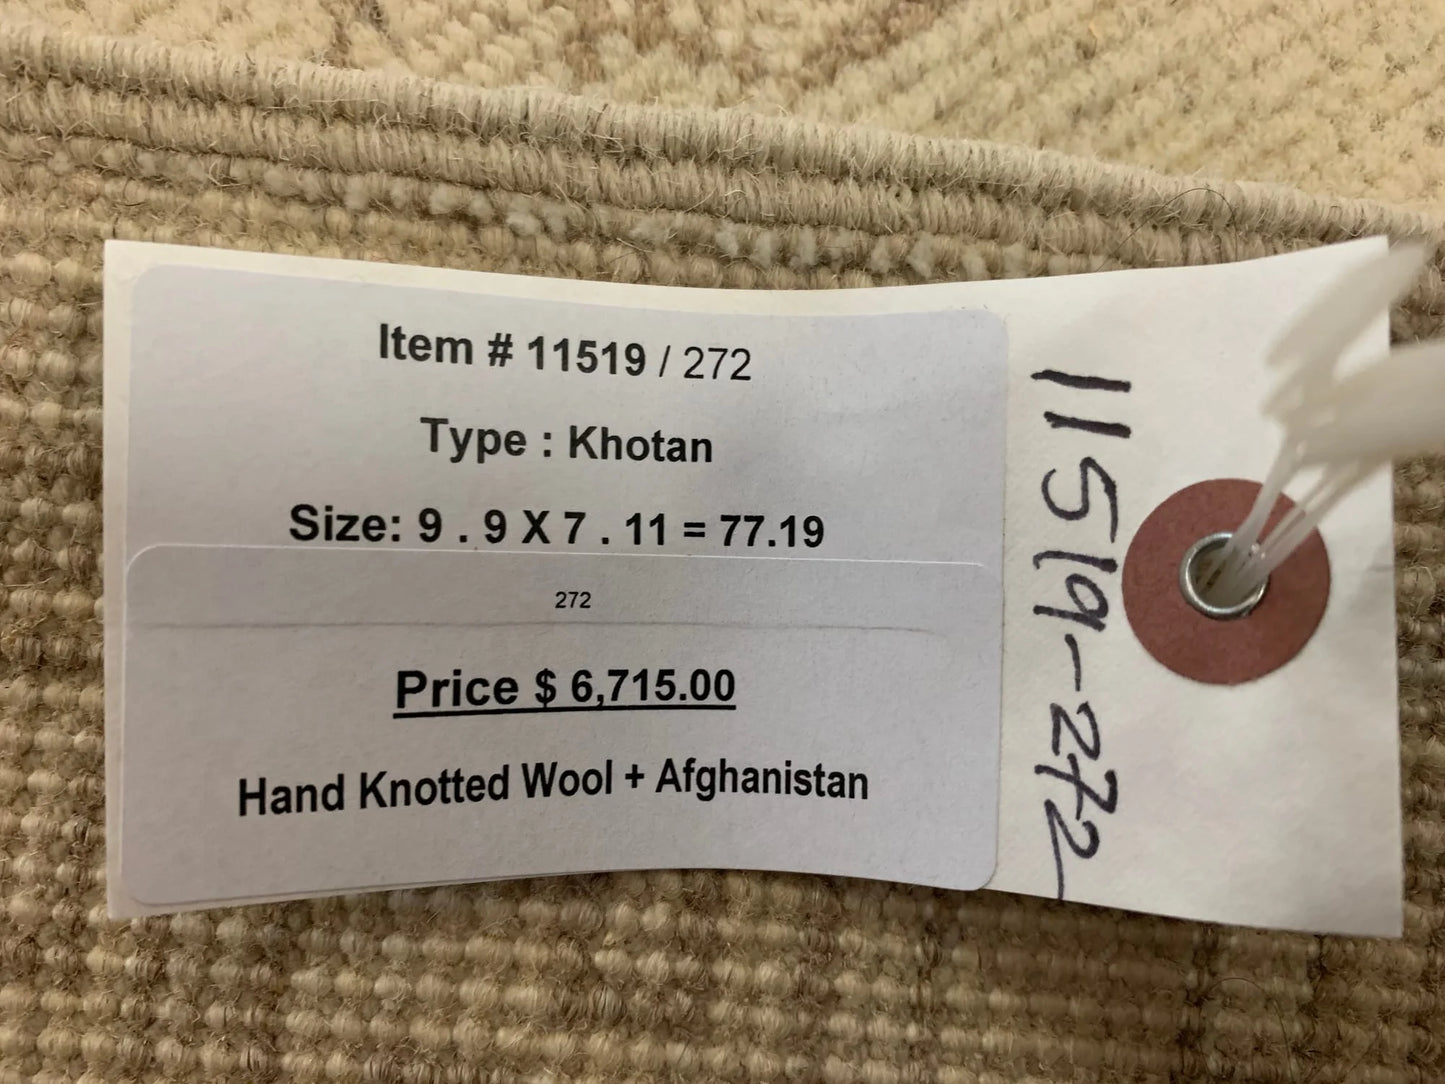 Item # 11519 / 272
Type : Khotan
Size: 9 . 9 X 7 . 11 = 77.19
272
Price $ 6,715.00
Hand Knotted Wool + Afghanistan
11519-272